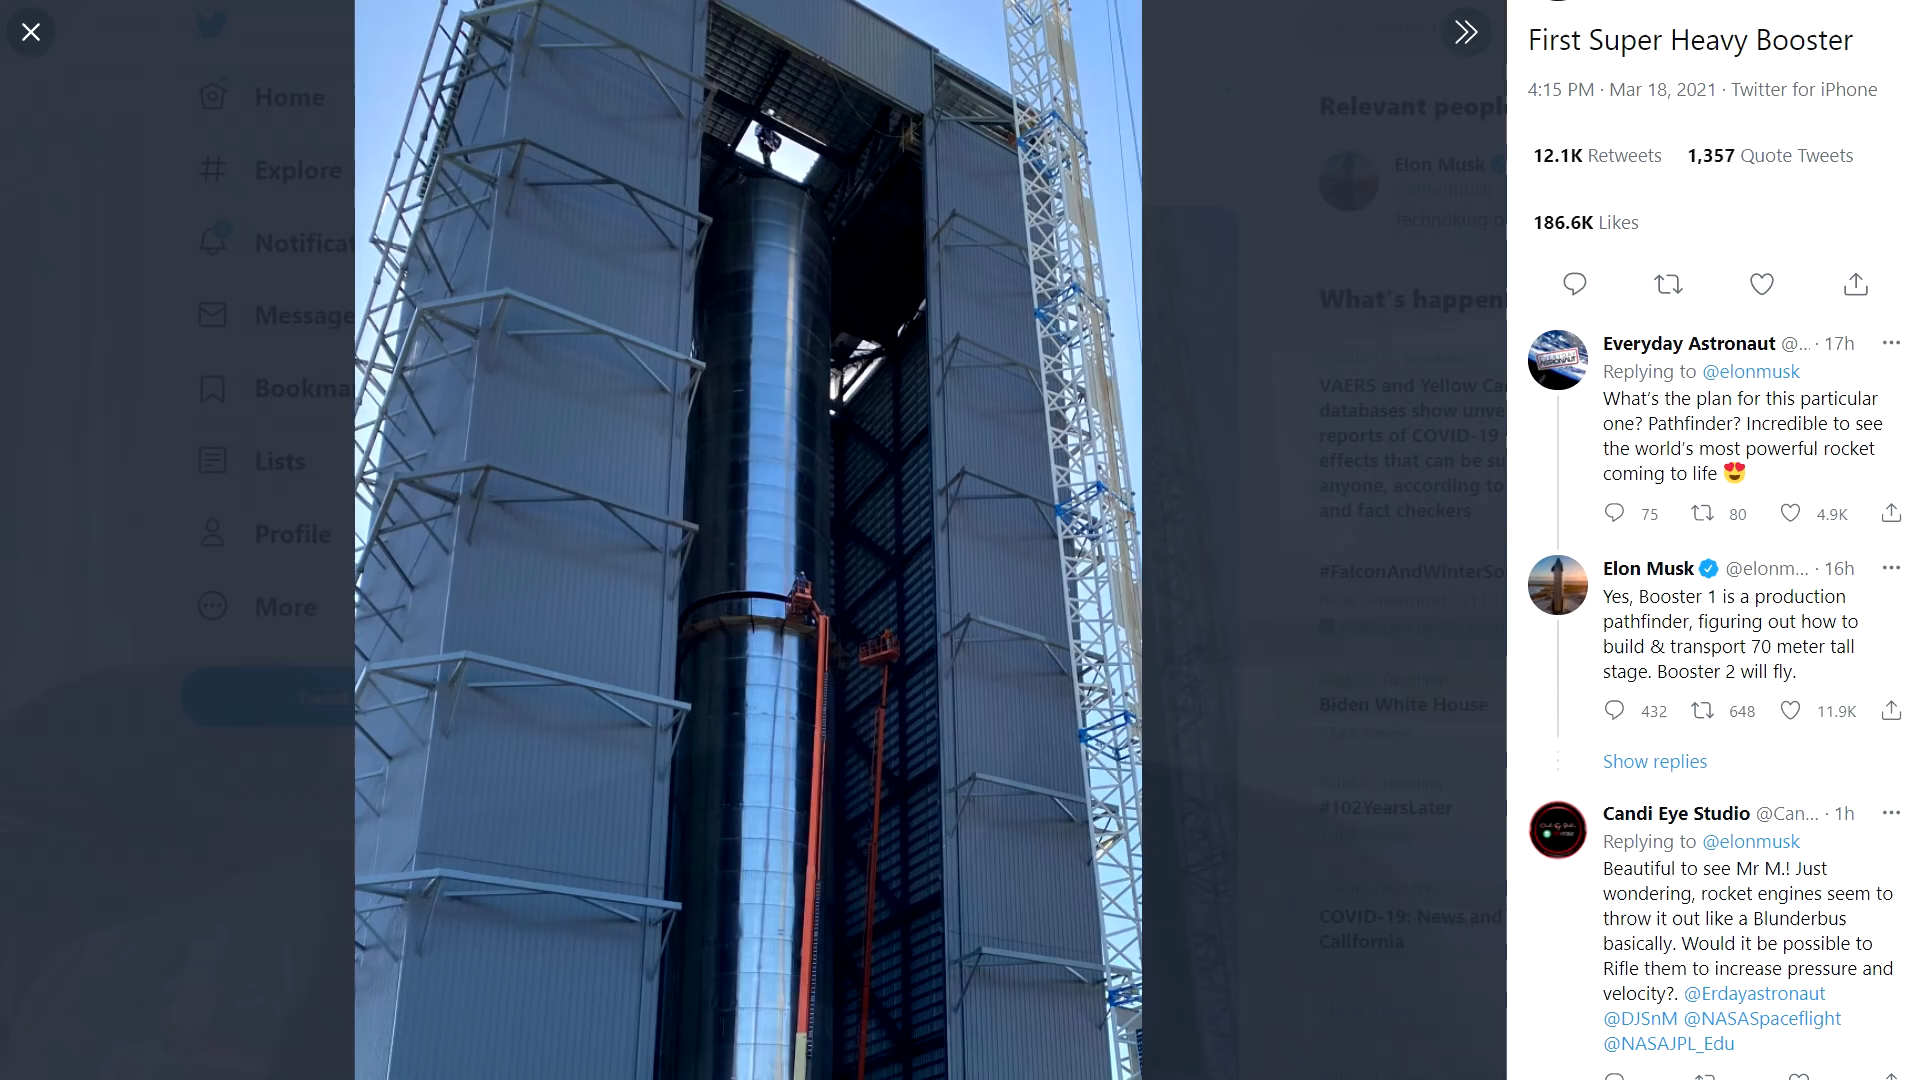 Home
Explore
Notificat
Message
Bookma
Lists
Profile
More
Tweet
Relevant people
Elon Musk
What's happen
VAERS and Yellow Ca
databases show unve
reports of COVID-19
effects that can be su
anyone, according to
and fact checkers
#FalconAndWinterSo
Biden White House
#102YearsLater
COVID-19: News and
California
First Super Heavy Booster
4:15 PM · Mar 18, 2021 · Twitter for iPhone
12.1K Retweets 1,357 Quote Tweets
186.6K Likes
Everyday Astronaut @... · 17h
Replying to @elonmusk
What's the plan for this particular
one? Pathfinder? Incredible to see
the world's most powerful rocket
coming to life 😍
75 80 4.9K
Elon Musk @elonm... · 16h
Yes, Booster 1 is a production
pathfinder, figuring out how to
build & transport 70 meter tall
stage. Booster 2 will fly.
432 648 11.9K
Show replies
Candi Eye Studio @Can... · 1h
Replying to @elonmusk
Beautiful to see Mr M.! Just
wondering, rocket engines seem to
throw it out like a Blunderbus
basically. Would it be possible to
Rifle them to increase pressure and
velocity?. @Erdayastronaut
@DJSnM @NASASpaceflight
@NASAJPL_Edu